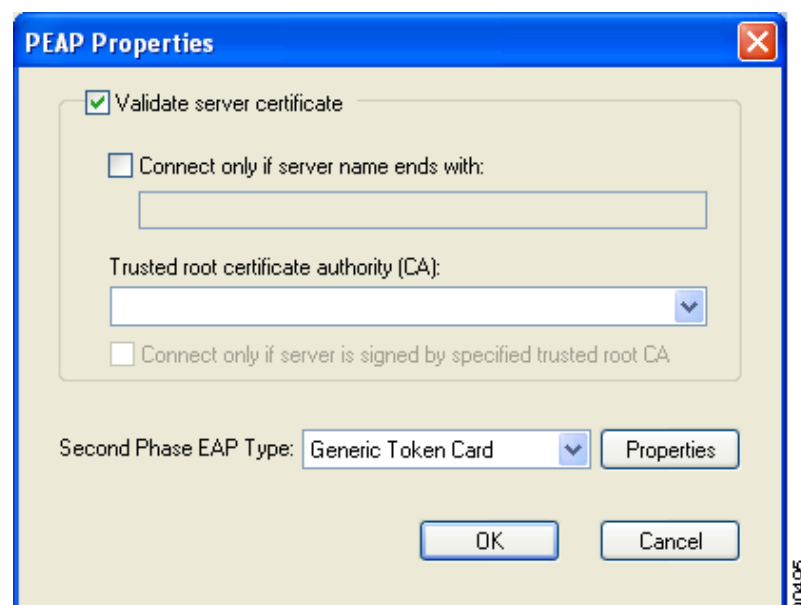 PEAP Properties
Validate server certificate
Connect only if server name ends with:
Trusted root certificate authority (CA):
Connect only if server is signed by specified trusted root CA
Second Phase EAP Type: Generic Token Card Properties
OK Cancel